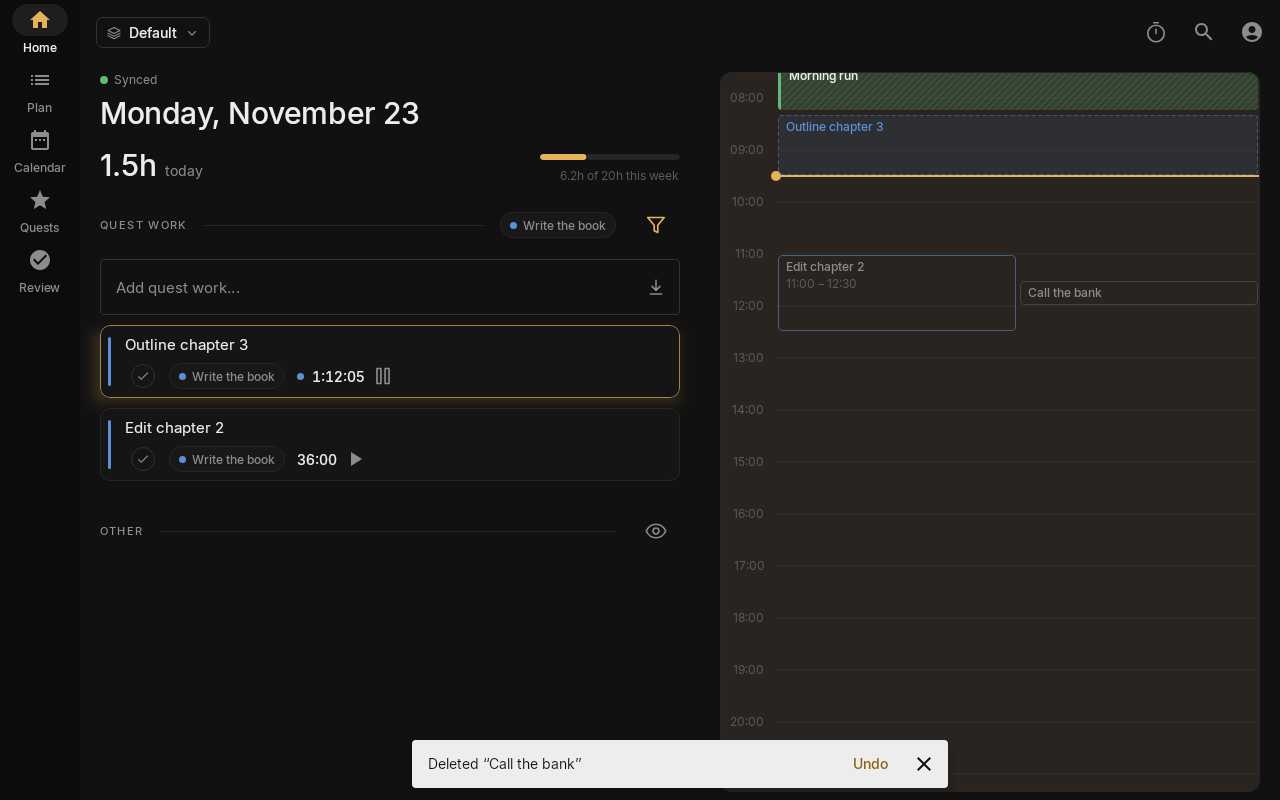 Home
Plan
Calendar
Quests
Review
Default
Synced
Monday, November 23
1.5h today
6.2h of 20h this week
QUEST WORK
Write the book
Add quest work...
Outline chapter 3
Write the book
1:12:05
Edit chapter 2
Write the book
36:00
OTHER
Morning run
08:00
Outline chapter 3
09:00
10:00
11:00
Edit chapter 2
11:00 – 12:30
Call the bank
12:00
13:00
14:00
15:00
16:00
17:00
18:00
19:00
20:00
Deleted “Call the bank”
Undo